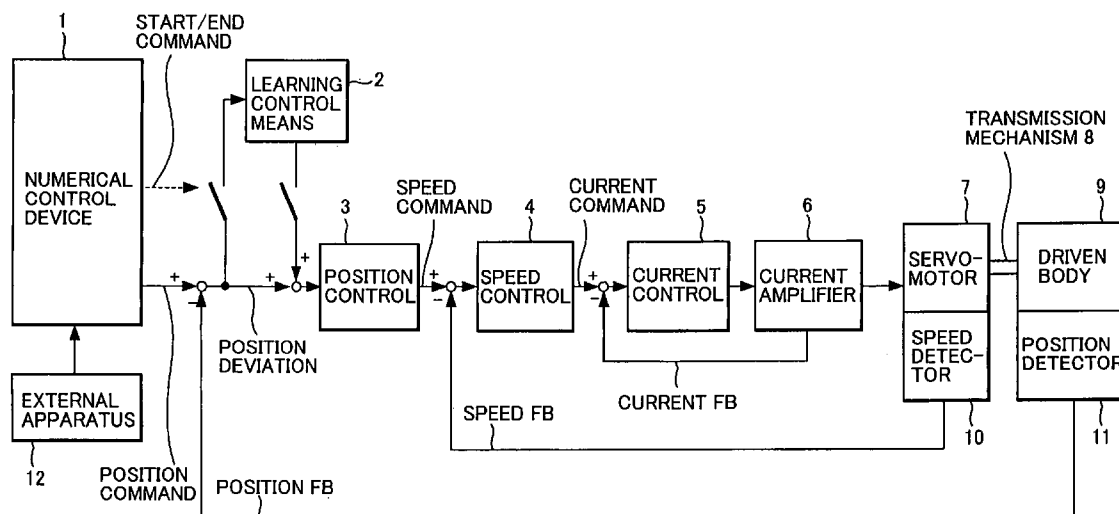 1
START/END
COMMAND
2
LEARNING
CONTROL
MEANS
NUMERICAL
CONTROL
DEVICE
TRANSMISSION
MECHANISM 8
SPEED
COMMAND
CURRENT
COMMAND
3
4
5
6
7
9
+
-
+
+
POSITION
CONTROL
+
-
SPEED
CONTROL
+
-
CURRENT
CONTROL
CURRENT
AMPLIFIER
SERVO-
MOTOR
DRIVEN
BODY
SPEED
DETEC-
TOR
POSITION
DETECTOR
POSITION
DEVIATION
EXTERNAL
APPARATUS
12
CURRENT FB
SPEED FB
10
11
POSITION
COMMAND
POSITION FB